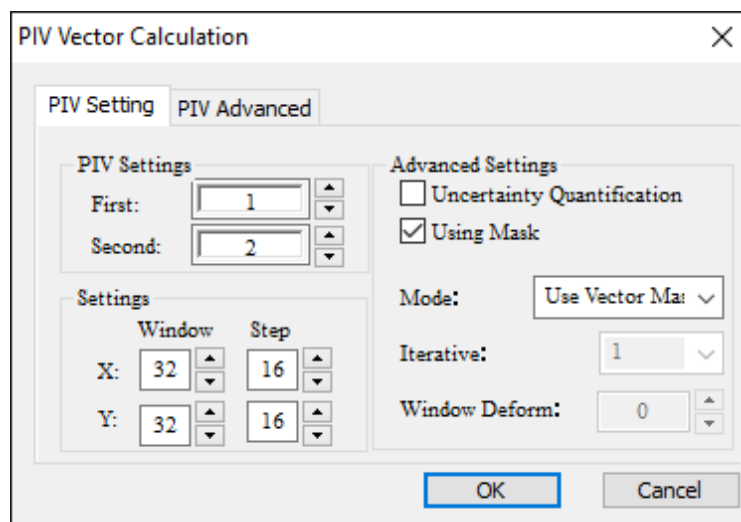 PIV Vector Calculation
PIV Setting PIV Advanced
PIV Settings
First: 1
Second: 2
Settings
Window Step
X: 32 16
Y: 32 16
Advanced Settings
Uncertainty Quantification
Using Mask
Mode: Use Vector Mas
Iterative: 1
Window Deform: 0
OK Cancel